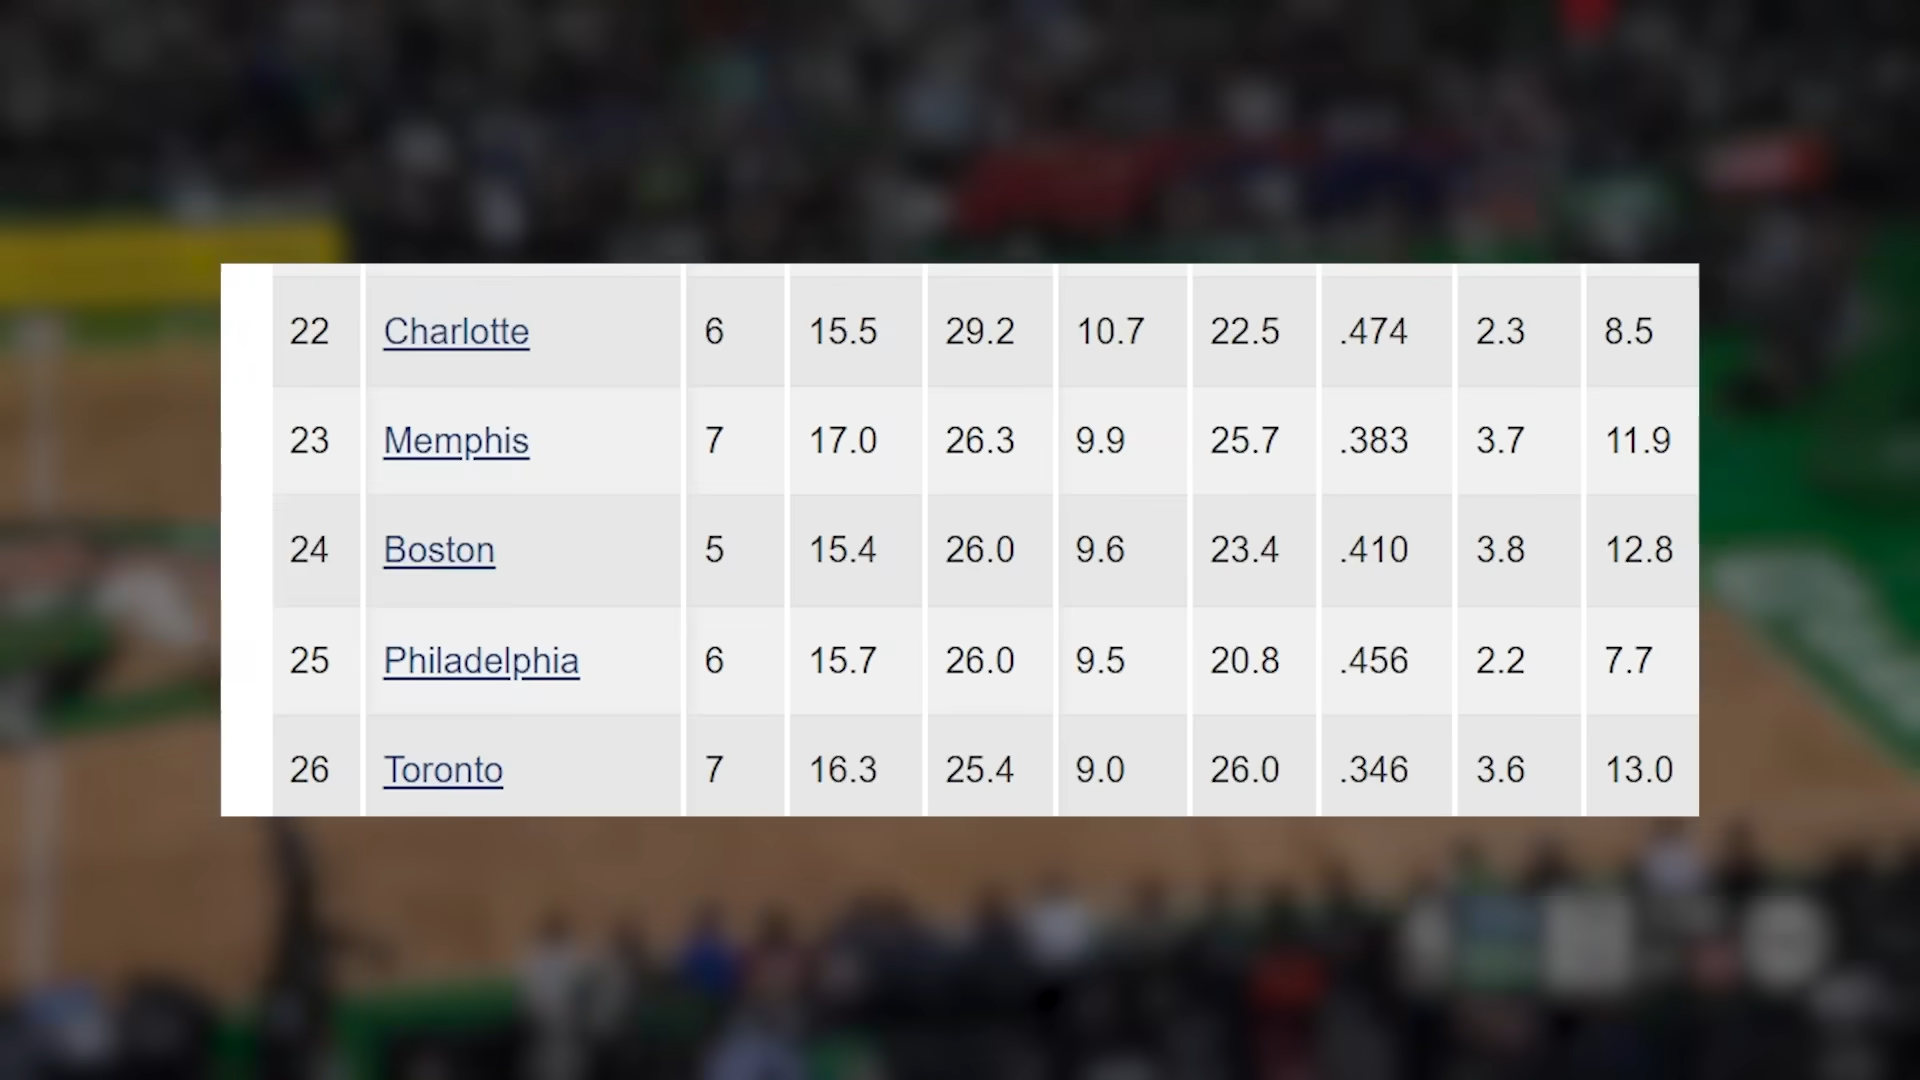 22 Charlotte 6 15.5 29.2 10.7 22.5 .474 2.3 8.5
23 Memphis 7 17.0 26.3 9.9 25.7 .383 3.7 11.9
24 Boston 5 15.4 26.0 9.6 23.4 .410 3.8 12.8
25 Philadelphia 6 15.7 26.0 9.5 20.8 .456 2.2 7.7
26 Toronto 7 16.3 25.4 9.0 26.0 .346 3.6 13.0